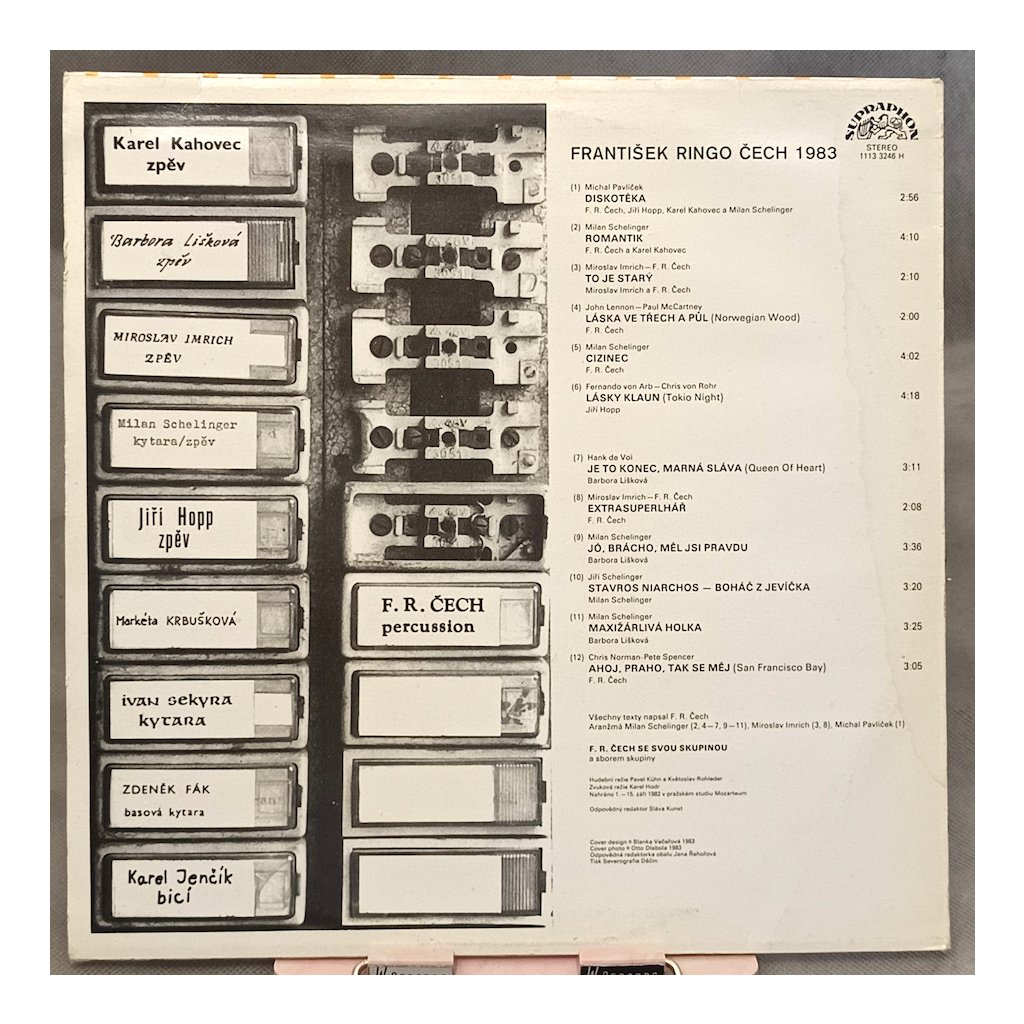 Karel Kahovec
zpěv
Barbora Lišková
zpěv
MIROSLAV IMRICH
ZPĚV
Milan Schelinger
kytara/zpěv
Jiří Hopp
zpěv
Markéta KRBUŠKOVÁ
ivan sekyra
kytara
ZDENĚK FÁK
basová kytara
Karel Jenčík
bicí
F. R. ČECH
percussion
SUPRAPHON
STEREO
1113 3246 H
FRANTIŠEK RINGO ČECH 1983
(1) Michal Pavlíček
DISKOTÉKA 2:56
F. R. Čech, Jiří Hopp, Karel Kahovec a Milan Schelinger
(2) Milan Schelinger
ROMANTIK 4:10
F. R. Čech a Karel Kahovec
(3) Miroslav Imrich—F. R. Čech
TO JE STARÝ 2:10
Miroslav Imrich a F. R. Čech
(4) John Lennon—Paul McCartney
LÁSKA VE TŘECH A PŮL (Norwegian Wood) 2:00
F. R. Čech
(5) Milan Schelinger
CIZINEC 4:02
F. R. Čech
(6) Fernando von Arb—Chris von Rohr
LÁSKY KLAUN (Tokio Night) 4:18
Jiří Hopp
(7) Hank de Voi
JE TO KONEC, MARNÁ SLÁVA (Queen Of Heart) 3:11
Barbora Lišková
(8) Miroslav Imrich—F. R. Čech
EXTRASUPERLHÁŘ 2:08
F. R. Čech
(9) Milan Schelinger
JÓ, BRÁCHO, MĚL JSI PRAVDU 3:36
Barbora Lišková
(10) Jiří Schelinger
STAVROS NIARCHOS — BOHÁČ Z JEVÍČKA 3:20
Milan Schelinger
(11) Milan Schelinger
MAXIŽÁRLIVÁ HOLKA 3:25
Barbora Lišková
(12) Chris Norman-Pete Spencer
AHOJ, PRAHO, TAK SE MĚJ (San Francisco Bay) 3:05
F. R. Čech
Všechny texty napsal F. R. Čech
Aranžmá Milan Schelinger (2, 4—7, 9—11), Miroslav Imrich (3, 8), Michal Pavlíček (1)
F. R. ČECH SE SVOU SKUPINOU
a sborem skupiny
Hudební režie Pavel Kühn a Květoslav Rohleder
Zvuková režie Karel Hodr
Nahráno 1.—15. září 1982 v pražském studiu Mozarteum
Odpovědný redaktor Sláva Kunst
Cover design © Blanka Večeřová 1983
Cover photo © Otto Dlabola 1983
Odpovědná redaktorka obalu Jana Řahořová
Tisk Severografia Děčín